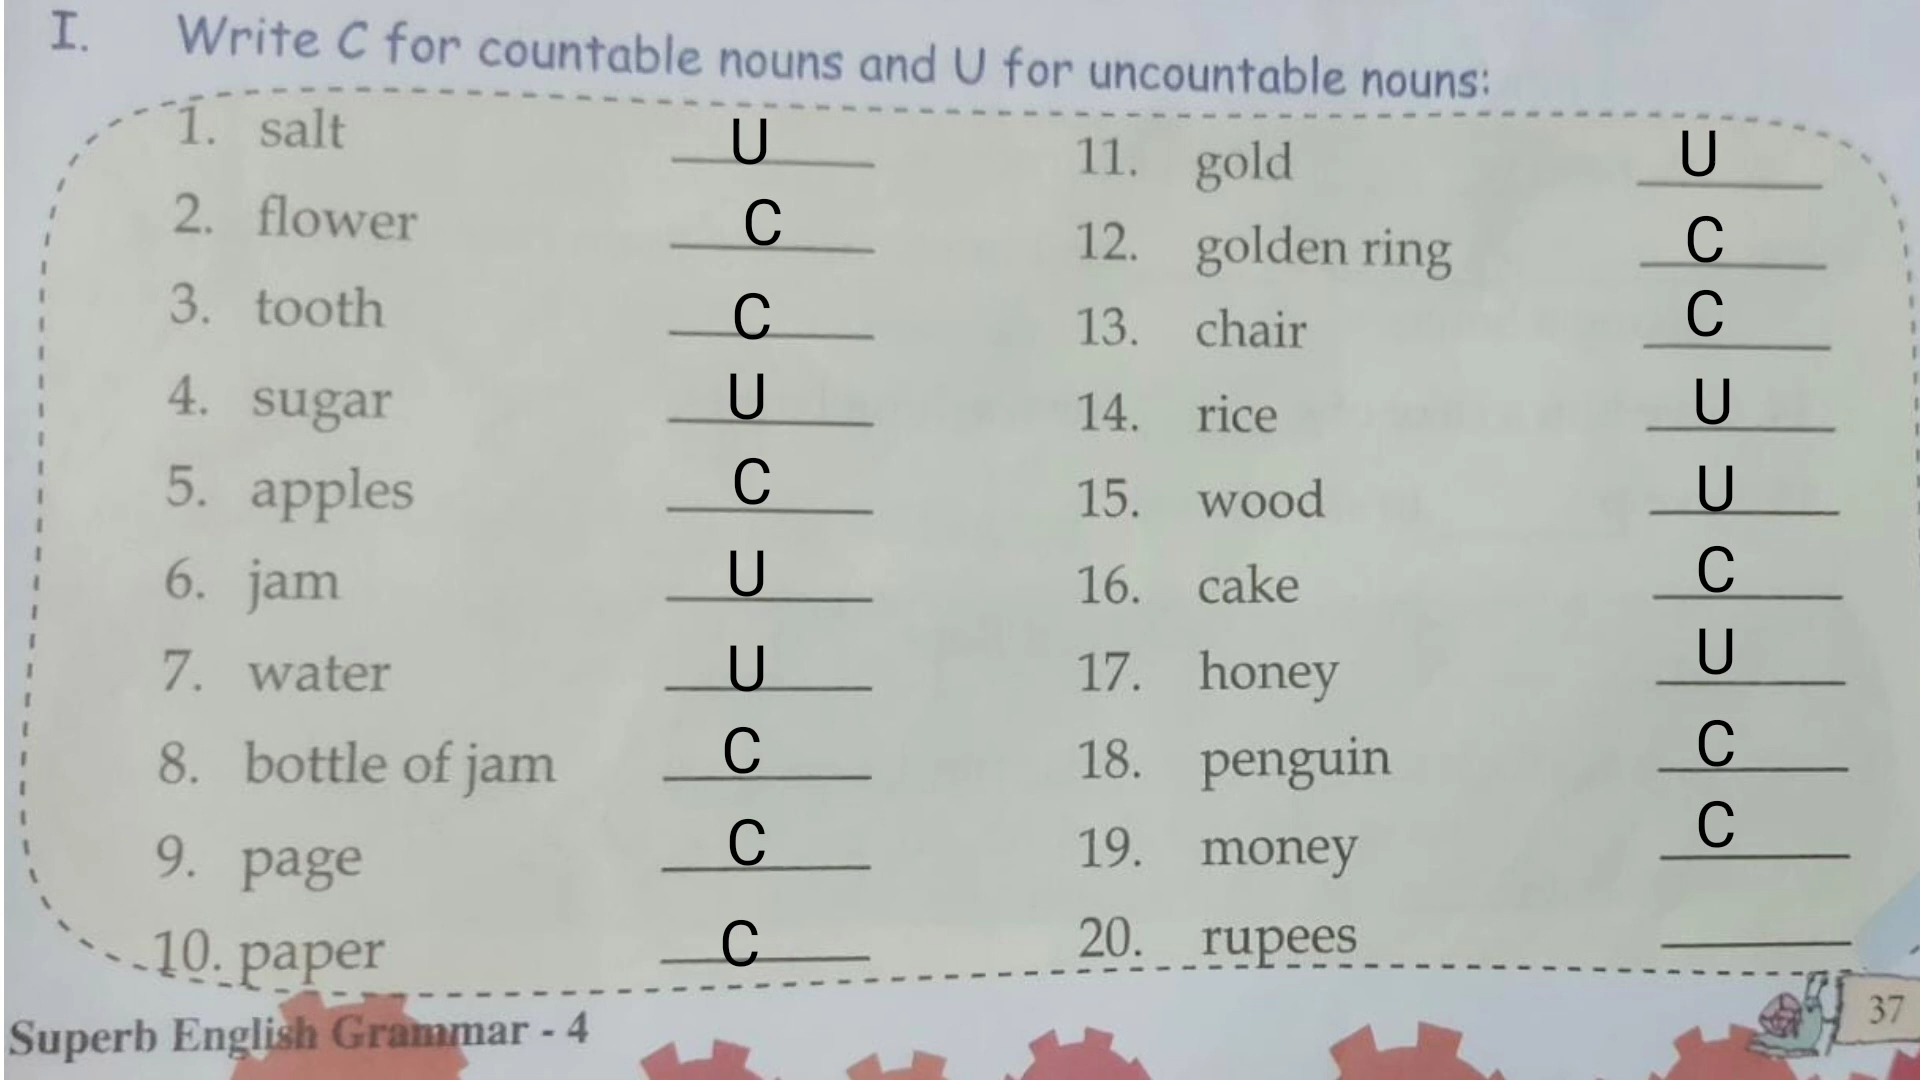 I. Write C for countable nouns and U for uncountable nouns:
1. salt U
2. flower C
3. tooth C
4. sugar U
5. apples C
6. jam U
7. water U
8. bottle of jam C
9. page C
10. paper C
11. gold U
12. golden ring C
13. chair C
14. rice U
15. wood U
16. cake C
17. honey U
18. penguin C
19. money C
20. rupees
Superb English Grammar - 4
37